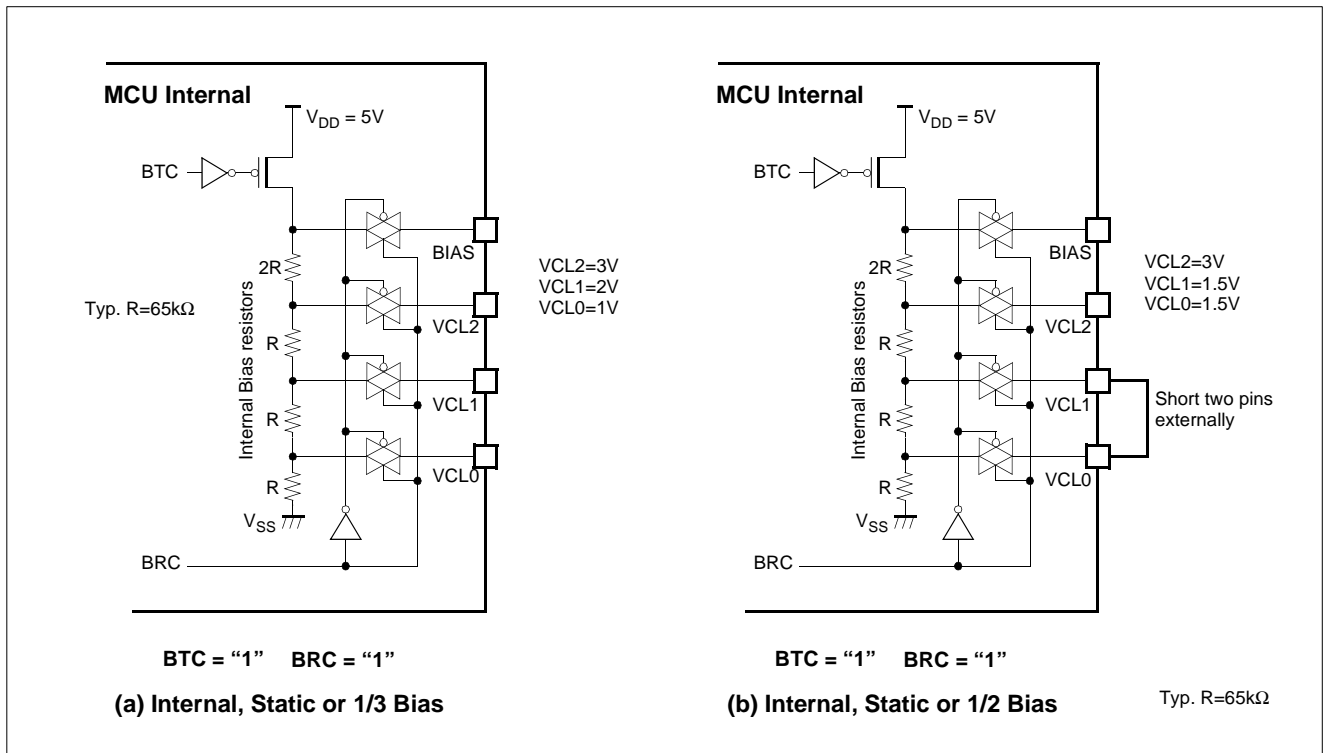 MCU Internal
VDD = 5V
BTC
BIAS
2R
VCL2=3V
VCL1=2V
VCL0=1V
Typ. R=65kΩ
Internal Bias resistors
VCL2
R
VCL1
R
VCL0
R
VSS
BRC
BTC = “1” BRC = “1”
(a) Internal, Static or 1/3 Bias
MCU Internal
VDD = 5V
BTC
BIAS
2R
VCL2=3V
VCL1=1.5V
VCL0=1.5V
Internal Bias resistors
VCL2
R
VCL1
Short two pins
externally
R
VCL0
R
VSS
BRC
BTC = “1” BRC = “1”
(b) Internal, Static or 1/2 Bias
Typ. R=65kΩ